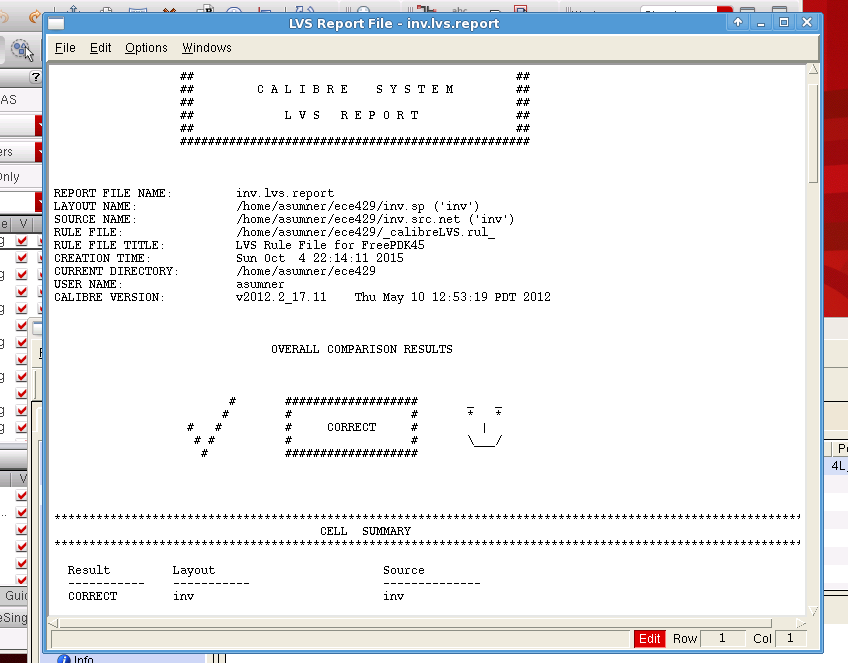 LVS Report File - inv.lvs.report
File Edit Options Windows
## ##
## C A L I B R E   S Y S T E M ##
## ##
## L V S   R E P O R T ##
## ##
##################################################
REPORT FILE NAME: inv.lvs.report
LAYOUT NAME: /home/asumner/ece429/inv.sp ('inv')
SOURCE NAME: /home/asumner/ece429/inv.src.net ('inv')
RULE FILE: /home/asumner/ece429/_calibreLVS.rul_
RULE FILE TITLE: LVS Rule File for FreePDK45
CREATION TIME: Sun Oct  4 22:14:11 2015
CURRENT DIRECTORY: /home/asumner/ece429
USER NAME: asumner
CALIBRE VERSION: v2012.2_17.11    Thu May 10 12:53:19 PDT 2012
OVERALL COMPARISON RESULTS
# ################### _ _
# # # * *
# # # CORRECT # |
# # # # \___/
# ###################
CELL SUMMARY
Result Layout Source
----------- ----------- --------------
CORRECT inv inv
Edit Row 1 Col 1
?
AS
ers
Only
e V
g
g
g
g
g
g
g
V
..
Guid
eSing
Info
Po
4L_